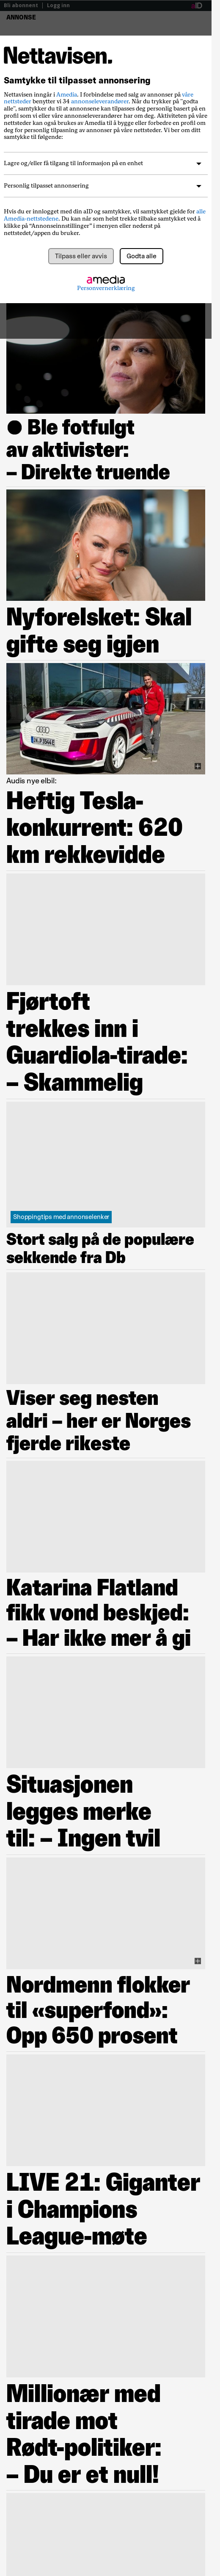 Bli abonnent | Logg inn
aID
ANNONSE
Nettavisen.
Samtykke til tilpasset annonsering
Nettavisen inngår i Amedia. I forbindelse med salg av annonser på våre
nettsteder benytter vi 34 annonseleverandører. Når du trykker på "godta
alle", samtykker du til at annonsene kan tilpasses deg, ved at det opprettes en
profil som vi eller våre annonseleverandører har om deg. Aktiviteten på våre
nettsteder kan også brukes av Amedia til å bygge og forbedre en profil om
deg for personlig tilpasning av annonser på våre nettsteder. Vi ber om ditt
samtykke til følgende:
Lagre og/eller få tilgang til informasjon på en enhet
Personlig tilpasset annonsering
Hvis du er innlogget med din aID og samtykker, vil samtykket gjelde for alle
Amedia-nettstedene. Du kan når som helst trekke tilbake samtykket ved å
klikke på “Annonseinnstillinger” i menyen eller nederst på
nettstedet/appen du bruker.
Tilpass eller avvis
Godta alle
amedia
Personvernerklæring
● Ble fotfulgt
av aktivister:
– Direkte truende
Nyforelsket: Skal
gifte seg igjen
Audis nye elbil:
Heftig Tesla-
konkurrent: 620
km rekkevidde
Fjørtoft
trekkes inn i
Guardiola-tirade:
– Skammelig
Shoppingtips med annonselenker
Stort salg på de populære
sekkende fra Db
Viser seg nesten
aldri – her er Norges
fjerde rikeste
Katarina Flatland
fikk vond beskjed:
– Har ikke mer å gi
Situasjonen
legges merke
til: – Ingen tvil
Nordmenn flokker
til «superfond»:
Opp 650 prosent
LIVE 21: Giganter
i Champions
League-møte
Millionær med
tirade mot
Rødt-politiker:
– Du er et null!